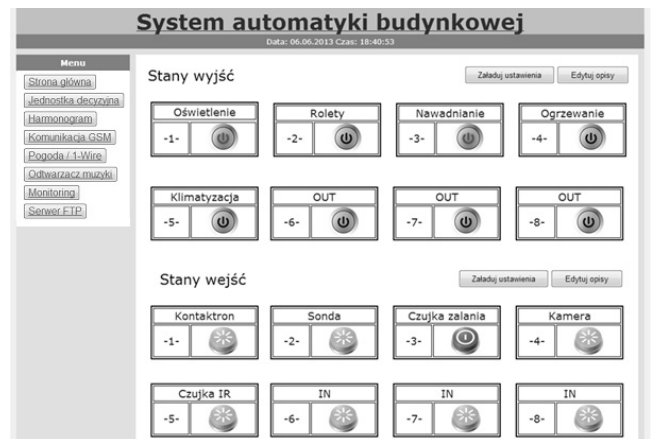 System automatyki budynkowej
Data: 06.06.2013 Czas: 18:40:53
Menu
Strona główna
Jednostka decyzyjna
Harmonogram
Komunikacja GSM
Pogoda / 1-Wire
Odtwarzacz muzyki
Monitoring
Serwer FTP
Stany wyjść
Załaduj ustawienia
Edytuj opisy
Oświetlenie
-1-
Rolety
-2-
Nawadnianie
-3-
Ogrzewanie
-4-
Klimatyzacja
-5-
OUT
-6-
OUT
-7-
OUT
-8-
Stany wejść
Załaduj ustawienia
Edytuj opisy
Kontaktron
-1-
Sonda
-2-
Czujka zalania
-3-
Kamera
-4-
Czujka IR
-5-
IN
-6-
IN
-7-
IN
-8-